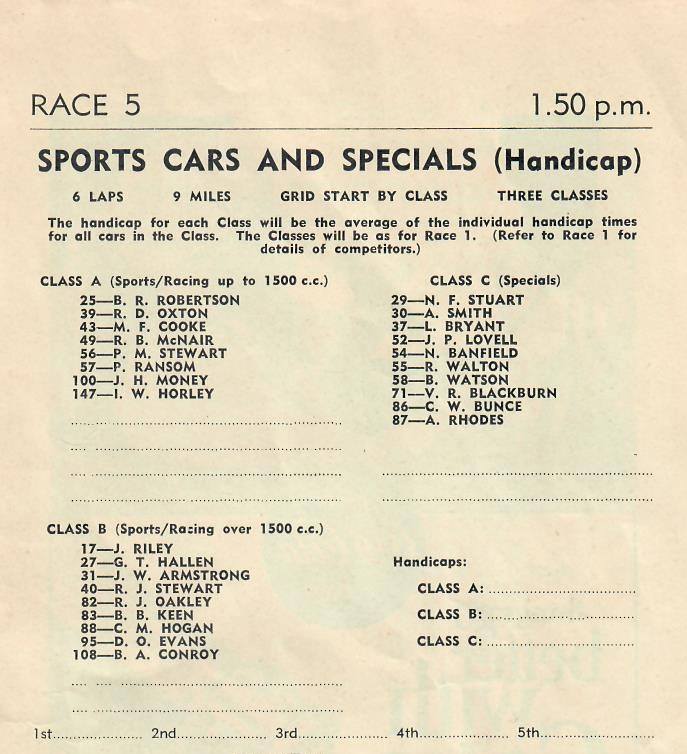 RACE 5 1.50 p.m.
SPORTS CARS AND SPECIALS (Handicap)
6 LAPS 9 MILES GRID START BY CLASS THREE CLASSES
The handicap for each Class will be the average of the individual handicap times
for all cars in the Class. The Classes will be as for Race 1. (Refer to Race 1 for
details of competitors.)
CLASS A (Sports/Racing up to 1500 c.c.)
25—B. R. ROBERTSON
39—R. D. OXTON
43—M. F. COOKE
49—R. B. McNAIR
56—P. M. STEWART
57—P. RANSOM
100—J. H. MONEY
147—I. W. HORLEY
CLASS B (Sports/Racing over 1500 c.c.)
17—J. RILEY
27—G. T. HALLEN
31—J. W. ARMSTRONG
40—R. J. STEWART
82—R. J. OAKLEY
83—B. B. KEEN
88—C. M. HOGAN
95—D. O. EVANS
108—B. A. CONROY
CLASS C (Specials)
29—N. F. STUART
30—A. SMITH
37—L. BRYANT
52—J. P. LOVELL
54—N. BANFIELD
55—R. WALTON
58—B. WATSON
71—V. R. BLACKBURN
86—C. W. BUNCE
87—A. RHODES
Handicaps:
CLASS A: ........................................
CLASS B: ........................................
CLASS C: ........................................
1st.................... 2nd.................... 3rd.................... 4th.................... 5th....................